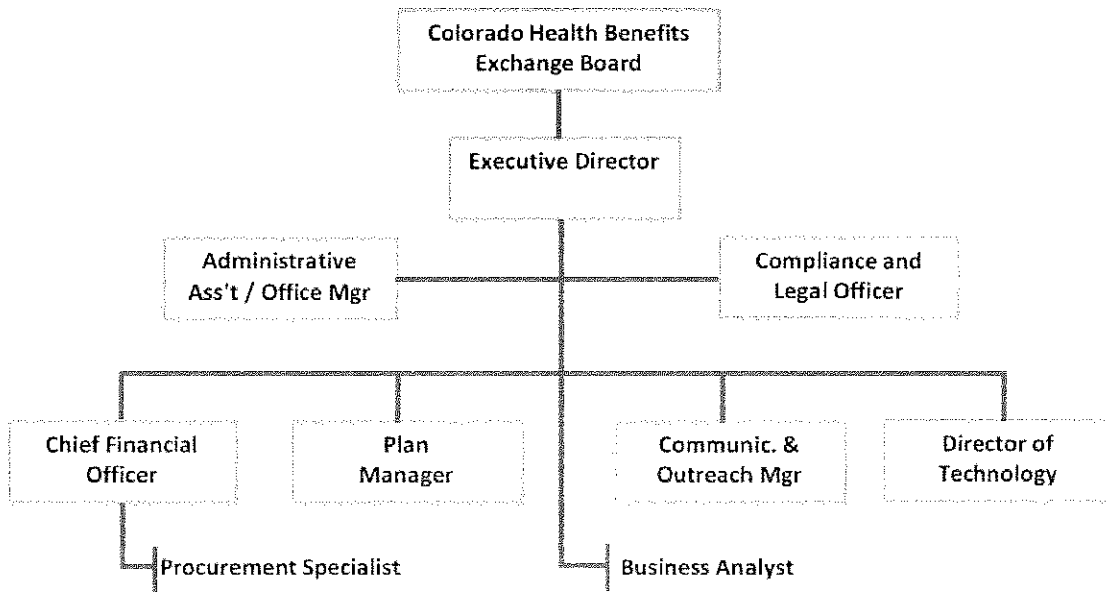 Colorado Health Benefits
Exchange Board
Executive Director
Administrative
Ass't / Office Mgr
Compliance and
Legal Officer
Chief Financial
Officer
Plan
Manager
Communic. &
Outreach Mgr
Director of
Technology
Procurement Specialist
Business Analyst